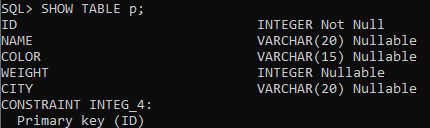 SQL> SHOW TABLE p;
ID                              INTEGER Not Null
NAME                            VARCHAR(20) Nullable
COLOR                           VARCHAR(15) Nullable
WEIGHT                          INTEGER Nullable
CITY                            VARCHAR(20) Nullable
CONSTRAINT INTEG_4:
  Primary key (ID)